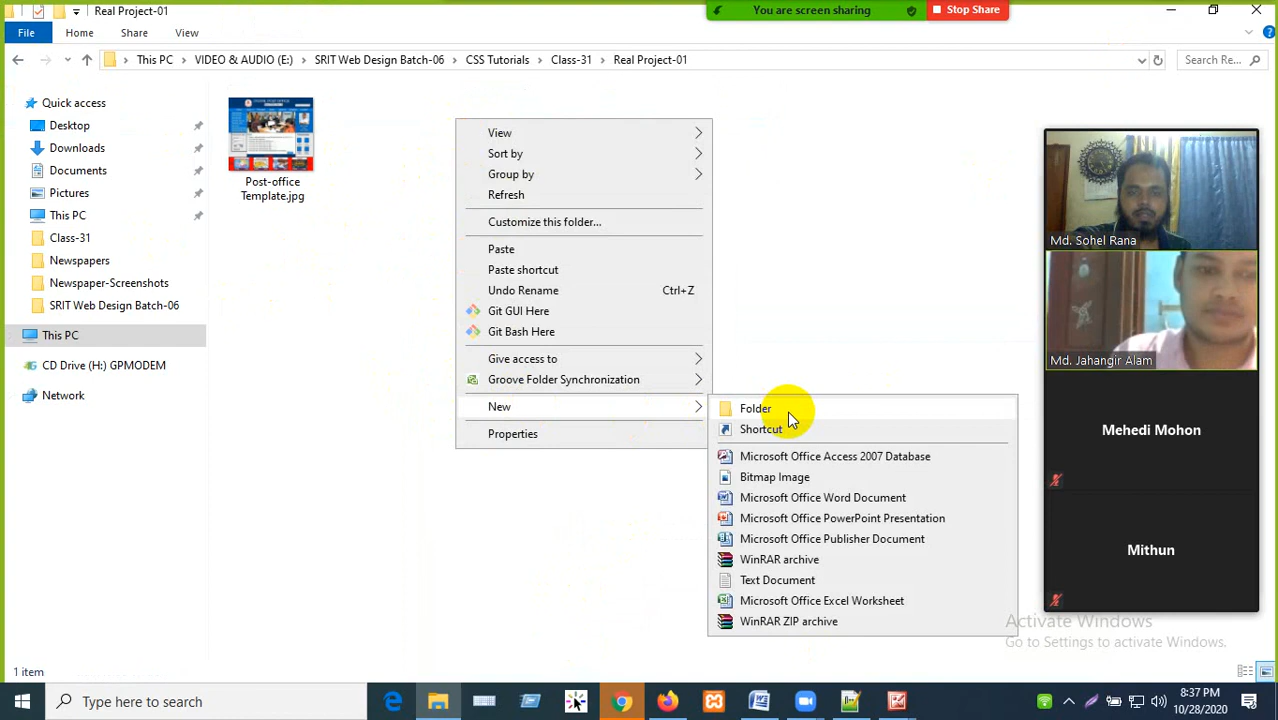 Real Project-01
You are screen sharing
Stop Share
File
Home
Share
View
This PC
VIDEO & AUDIO (E:)
SRIT Web Design Batch-06
CSS Tutorials
Class-31
Real Project-01
Search Re...
Quick access
Desktop
Downloads
Documents
Pictures
This PC
Class-31
Newspapers
Newspaper-Screenshots
SRIT Web Design Batch-06
This PC
CD Drive (H:) GPMODEM
Network
Post-office
Template.jpg
View
Sort by
Group by
Refresh
Customize this folder...
Paste
Paste shortcut
Undo Rename Ctrl+Z
Git GUI Here
Git Bash Here
Give access to
Groove Folder Synchronization
New
Properties
Folder
Shortcut
Microsoft Office Access 2007 Database
Bitmap Image
Microsoft Office Word Document
Microsoft Office PowerPoint Presentation
Microsoft Office Publisher Document
WinRAR archive
Text Document
Microsoft Office Excel Worksheet
WinRAR ZIP archive
Md. Sohel Rana
Md. Jahangir Alam
Mehedi Mohon
Mithun
Activate Windows
Go to Settings to activate Windows.
1 item
Type here to search
8:37 PM
10/28/2020